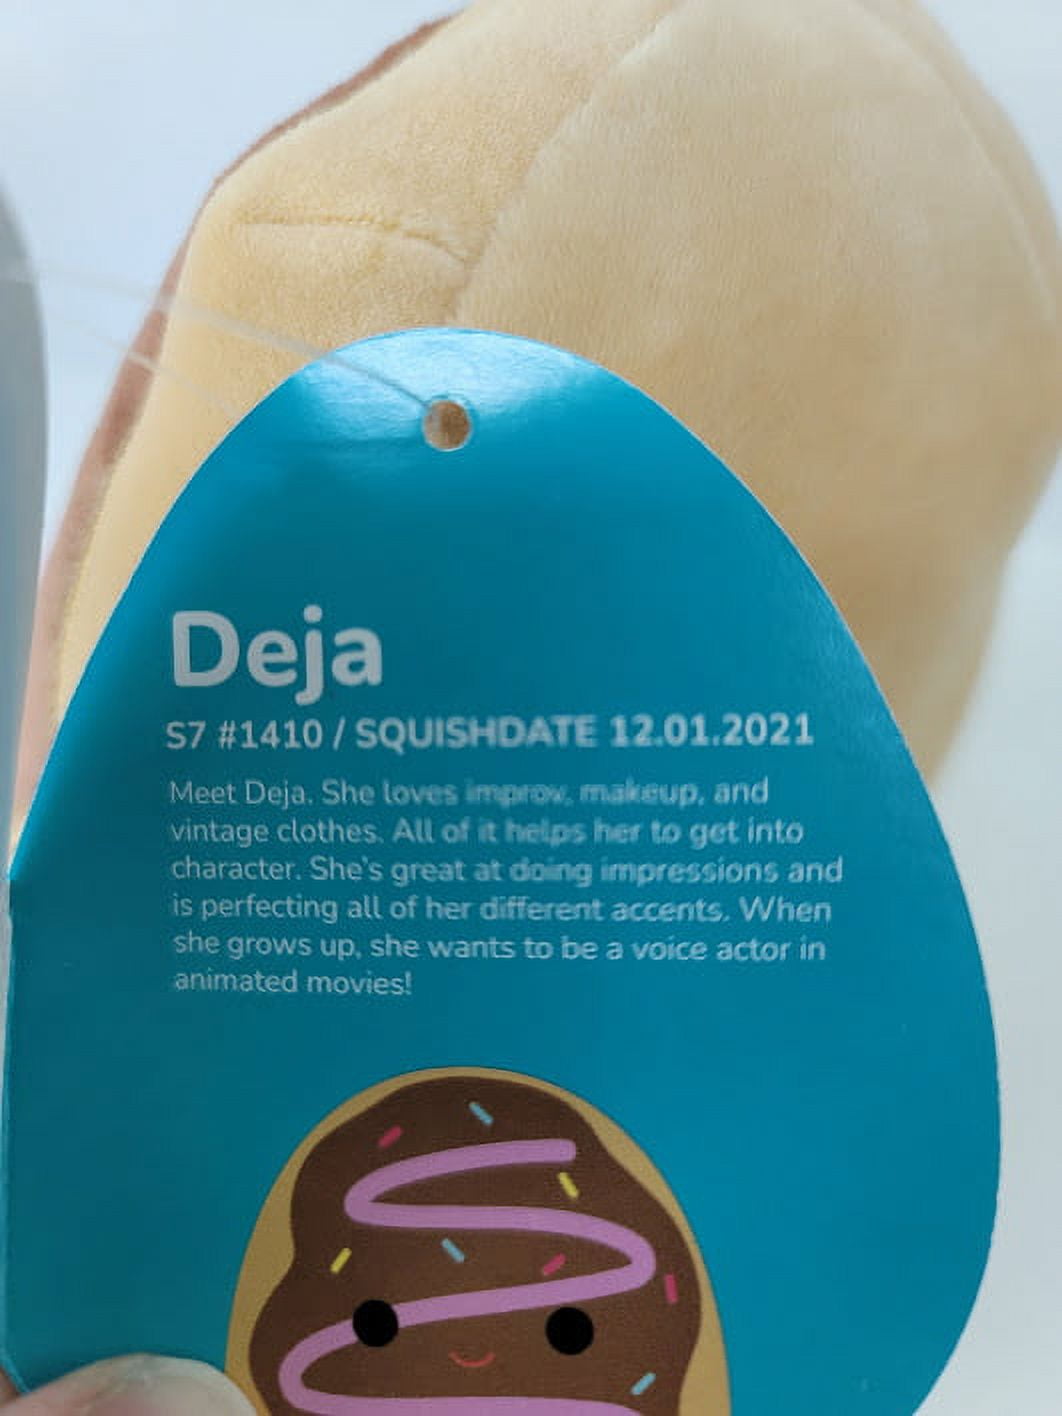 Deja
S7 #1410 / SQUISHDATE 12.01.2021
Meet Deja. She loves improv, makeup, and
vintage clothes. All of it helps her to get into
character. She's great at doing impressions and
is perfecting all of her different accents. When
she grows up, she wants to be a voice actor in
animated movies!